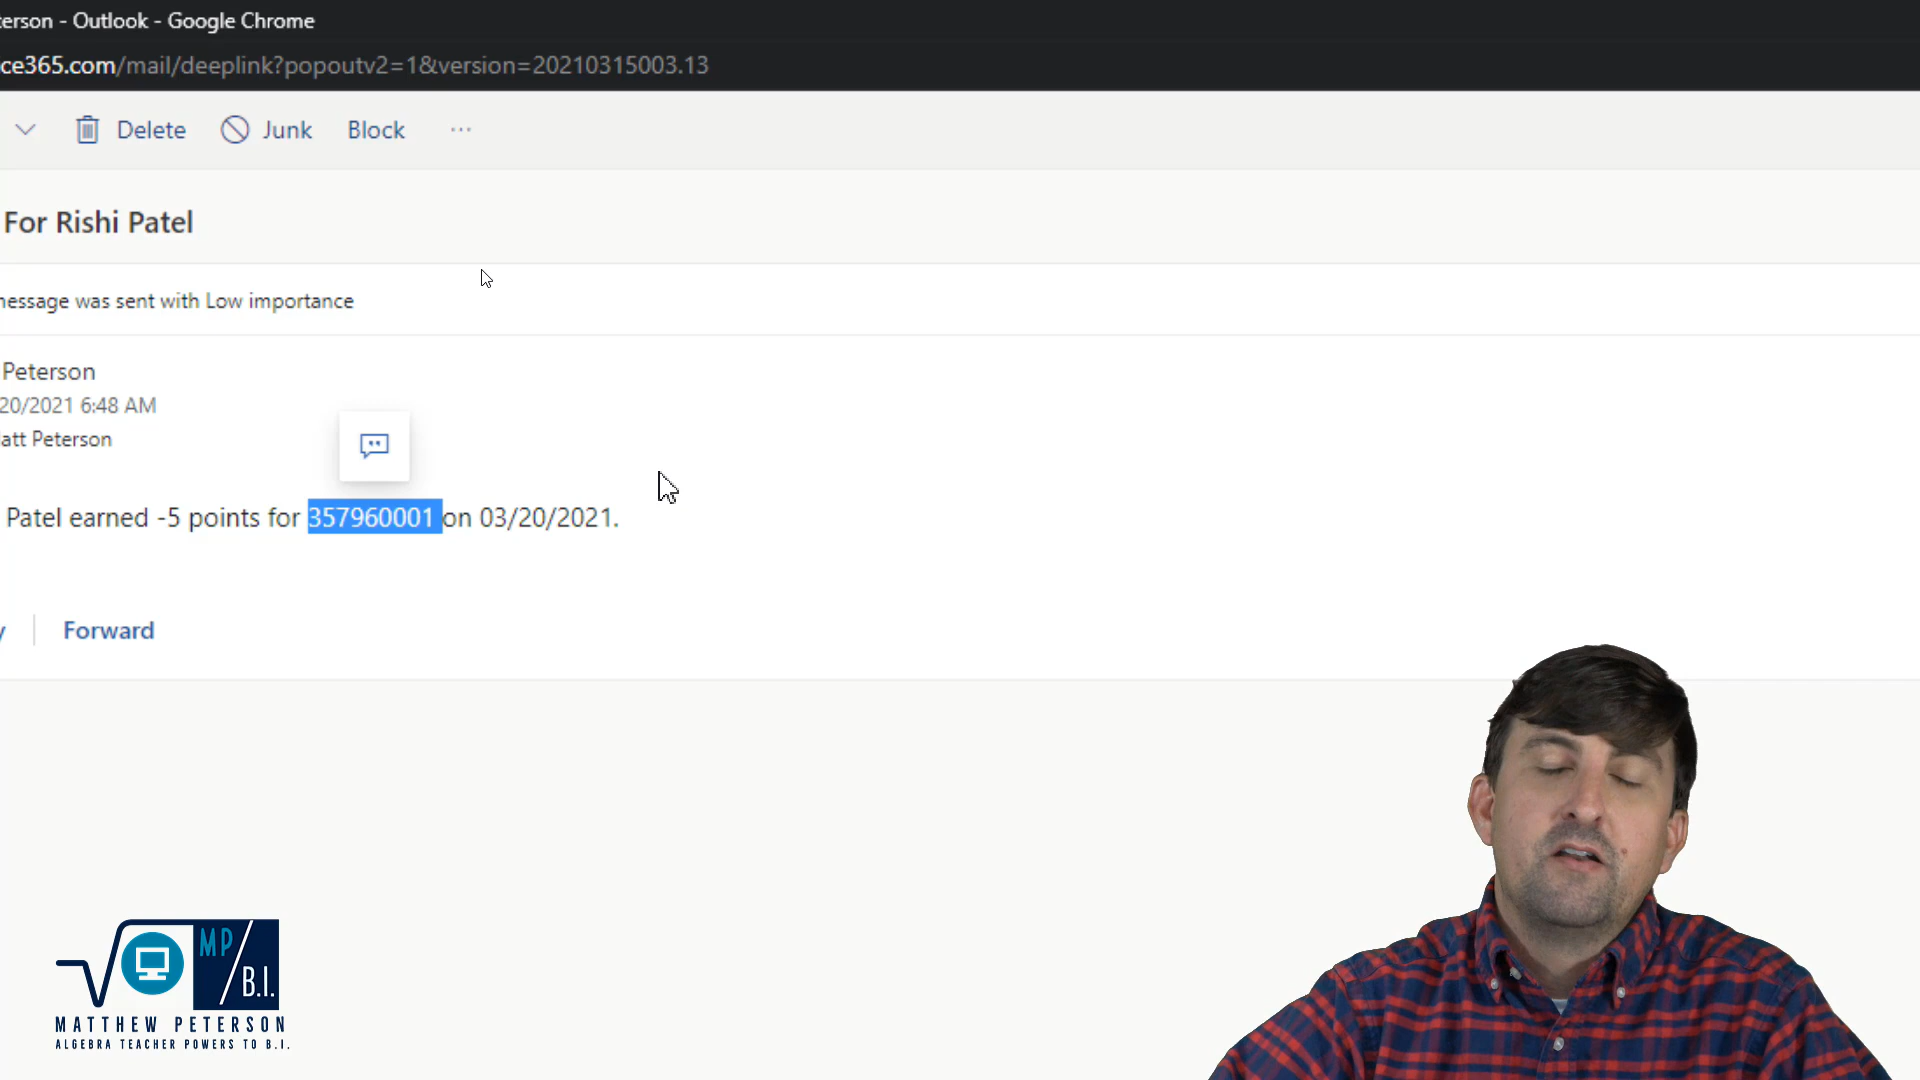 erson - Outlook - Google Chrome
ce365.com/mail/deeplink?popoutv2=1&version=20210315003.13
Delete Junk Block ...
For Rishi Patel
nessage was sent with Low importance
Peterson
20/2021 6:48 AM
att Peterson
Patel earned -5 points for 357960001 on 03/20/2021.
y Forward
MP/B.I.
MATTHEW PETERSON
ALGEBRA TEACHER POWERS TO B.I.